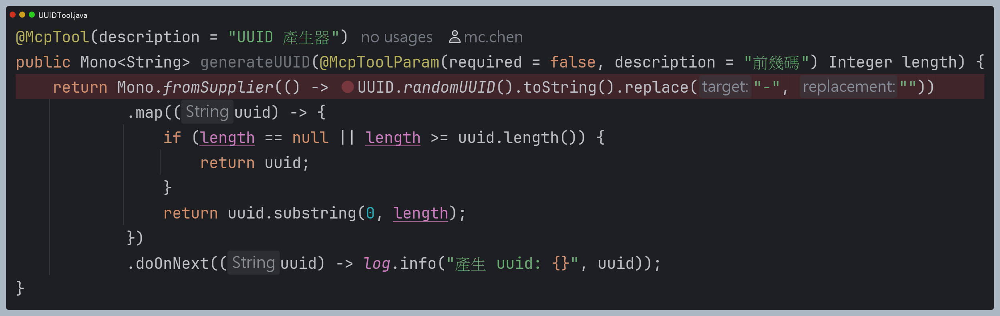 UUIDTool.java
@McpTool(description = "UUID 產生器") no usages mc.chen
public Mono<String> generateUUID(@McpToolParam(required = false, description = "前幾碼") Integer length) {
return Mono.fromSupplier(() -> UUID.randomUUID().toString().replace( target: "-", replacement: ""))
.map(( String uuid) -> {
if (length == null || length >= uuid.length()) {
return uuid;
}
return uuid.substring(0, length);
})
.doOnNext(( String uuid) -> log.info("產生 uuid: {}", uuid));
}